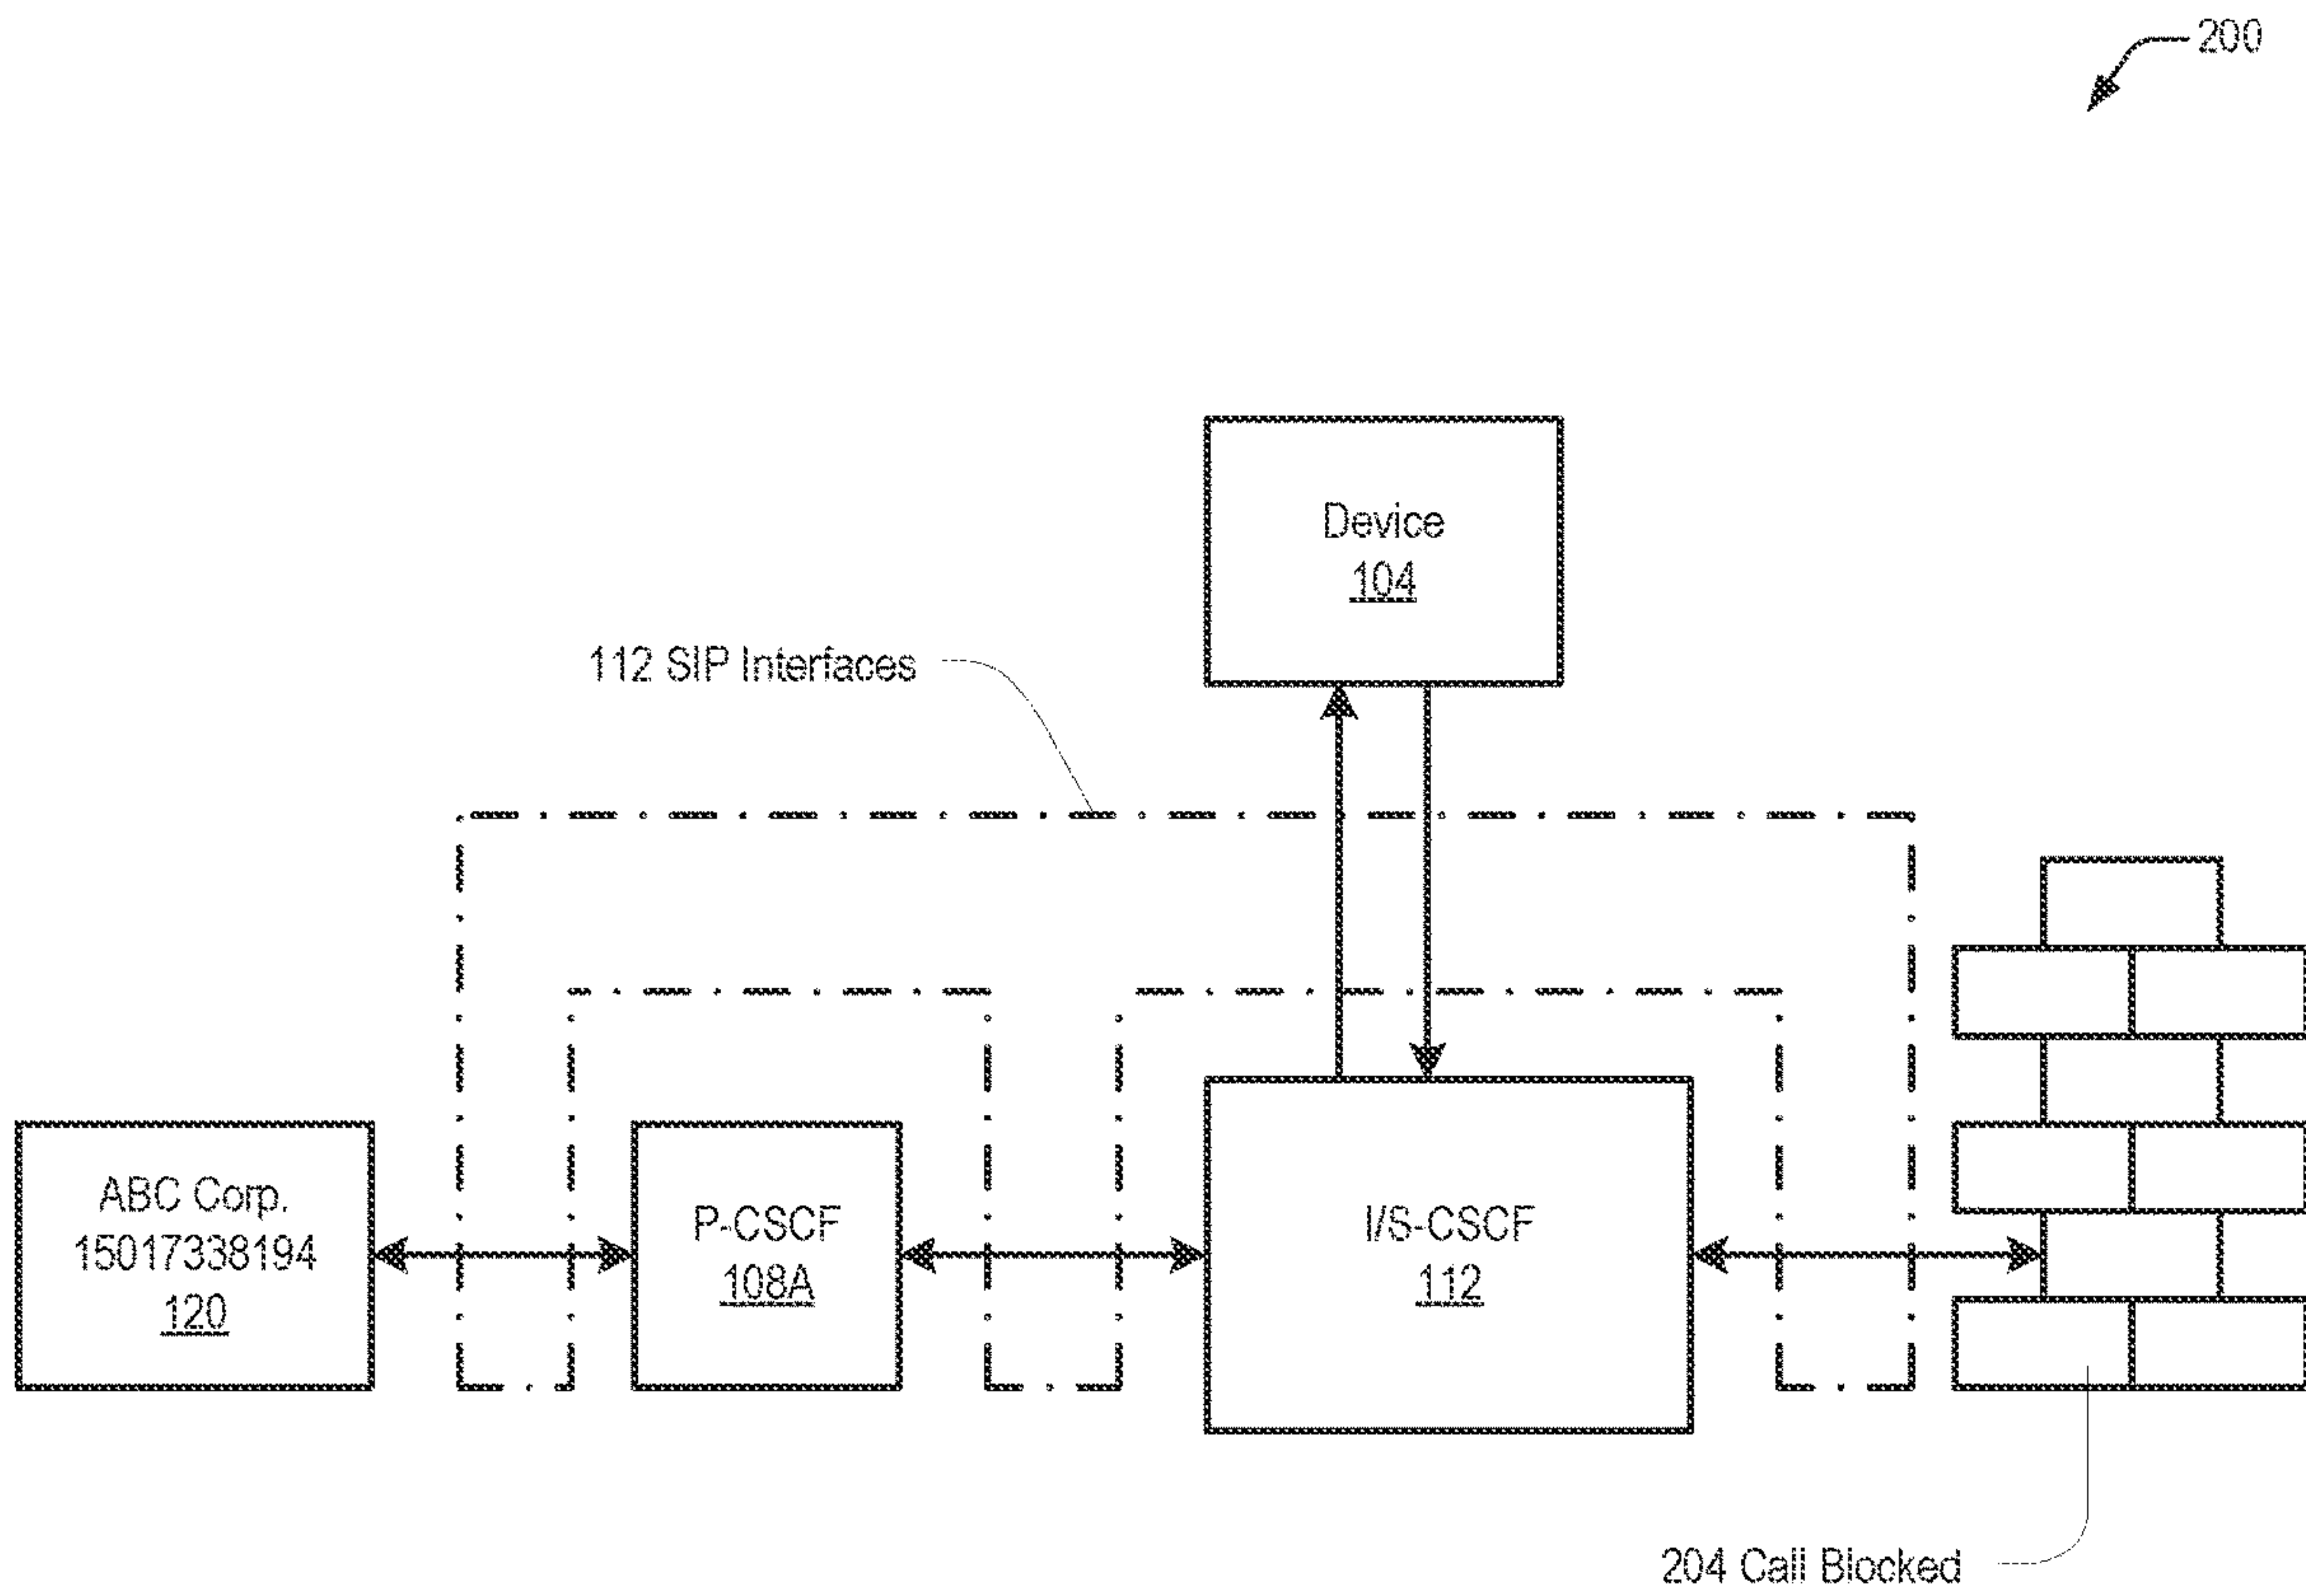 200
Device
104
112 SIP Interfaces
ABC Corp.
15017338194
120
P-CSCF
108A
I/S-CSCF
112
204 Call Blocked